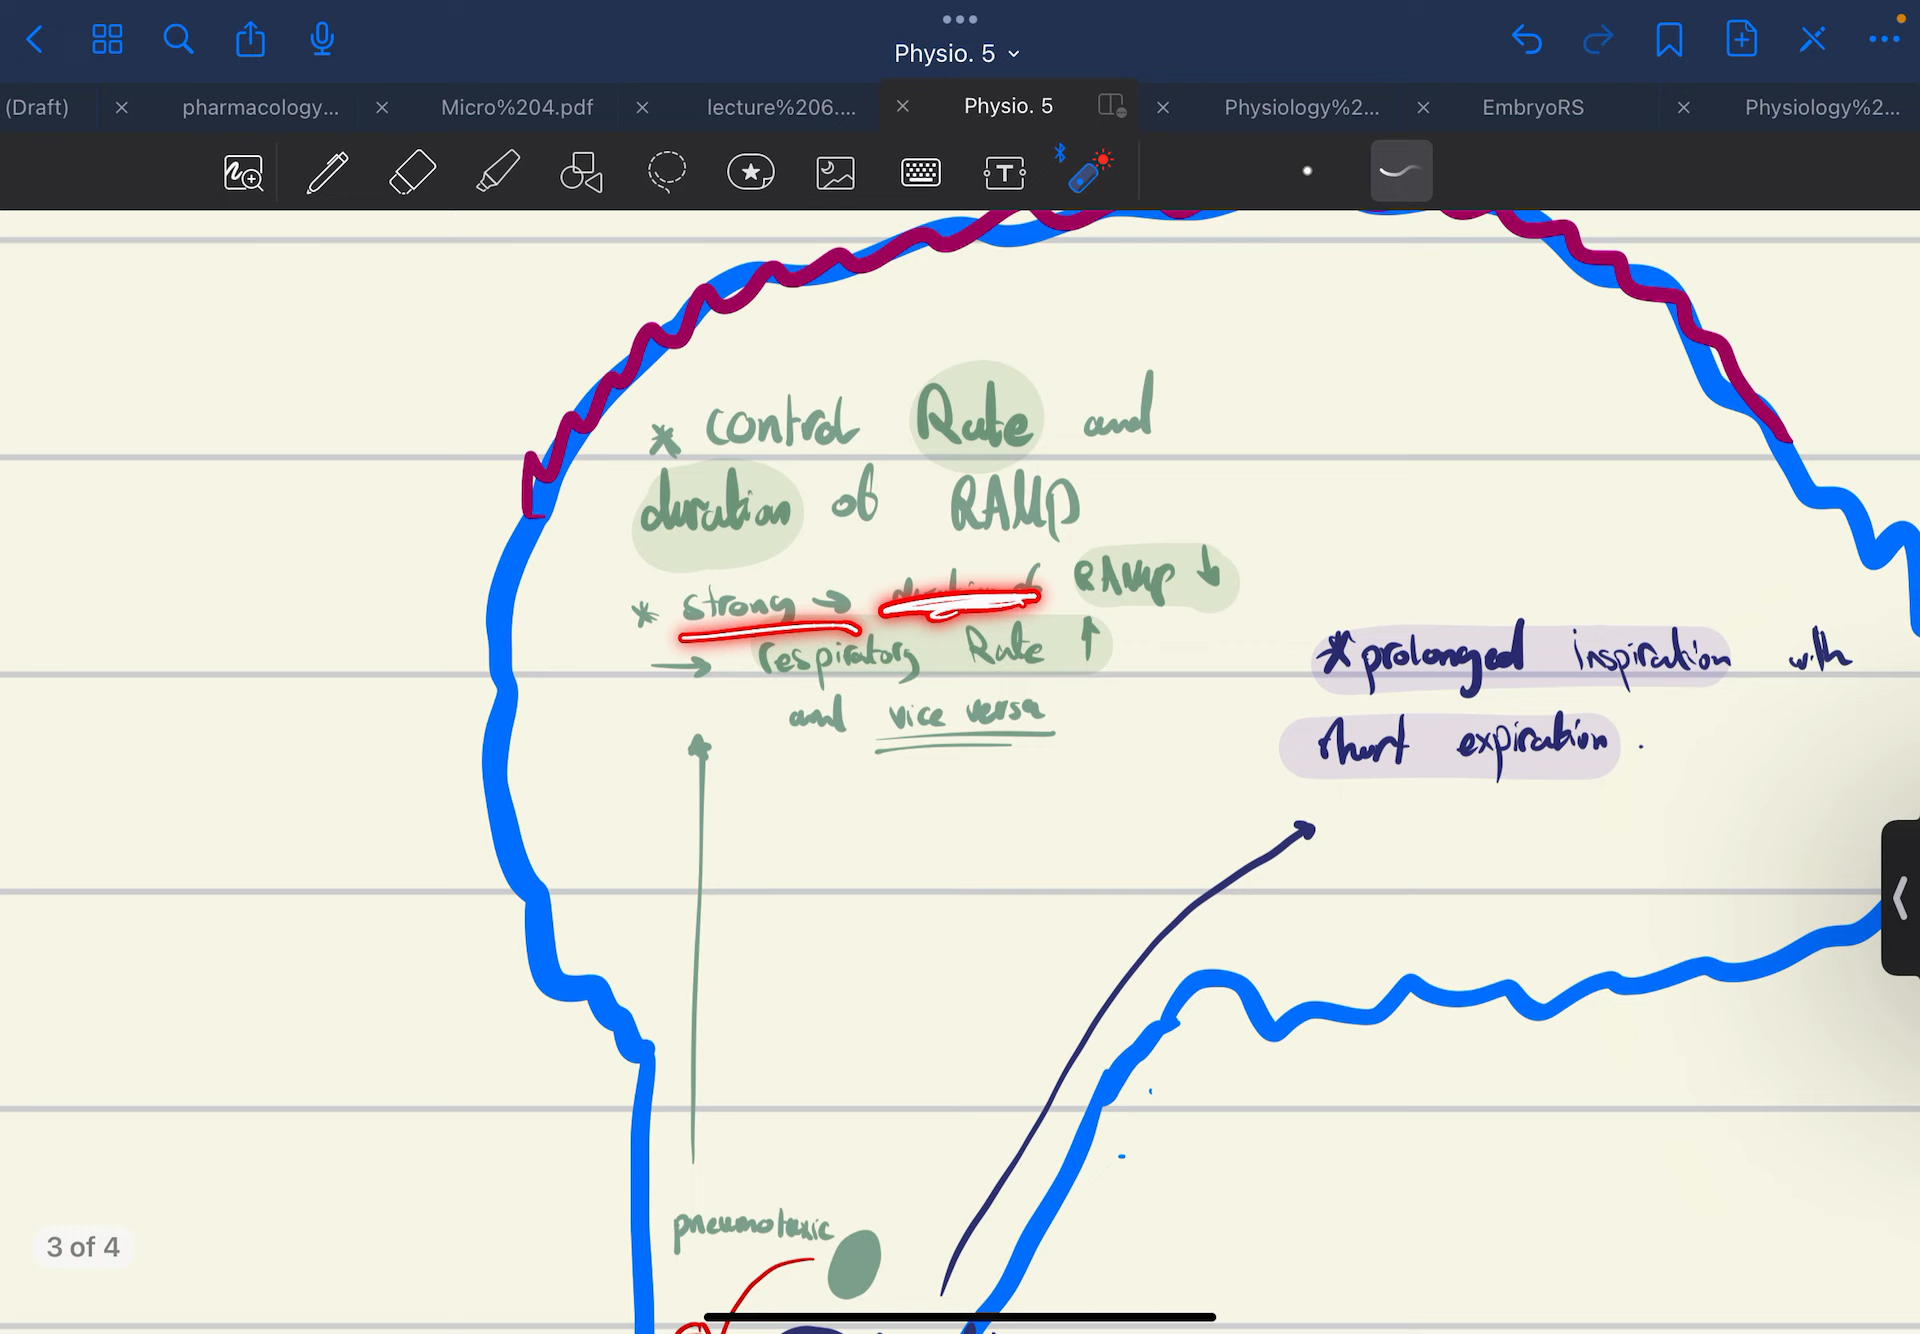 Physio. 5
(Draft)
pharmacology...
Micro%204.pdf
lecture%206....
Physio. 5
Physiology%2...
EmbryoRS
Physiology%2...
* control Rate and
duration of RAMP
* strong → RAMP ↓
→ respiratory Rate ↑
and vice versa
*prolonged inspiration with
short expiration.
pneumotaxic
3 of 4